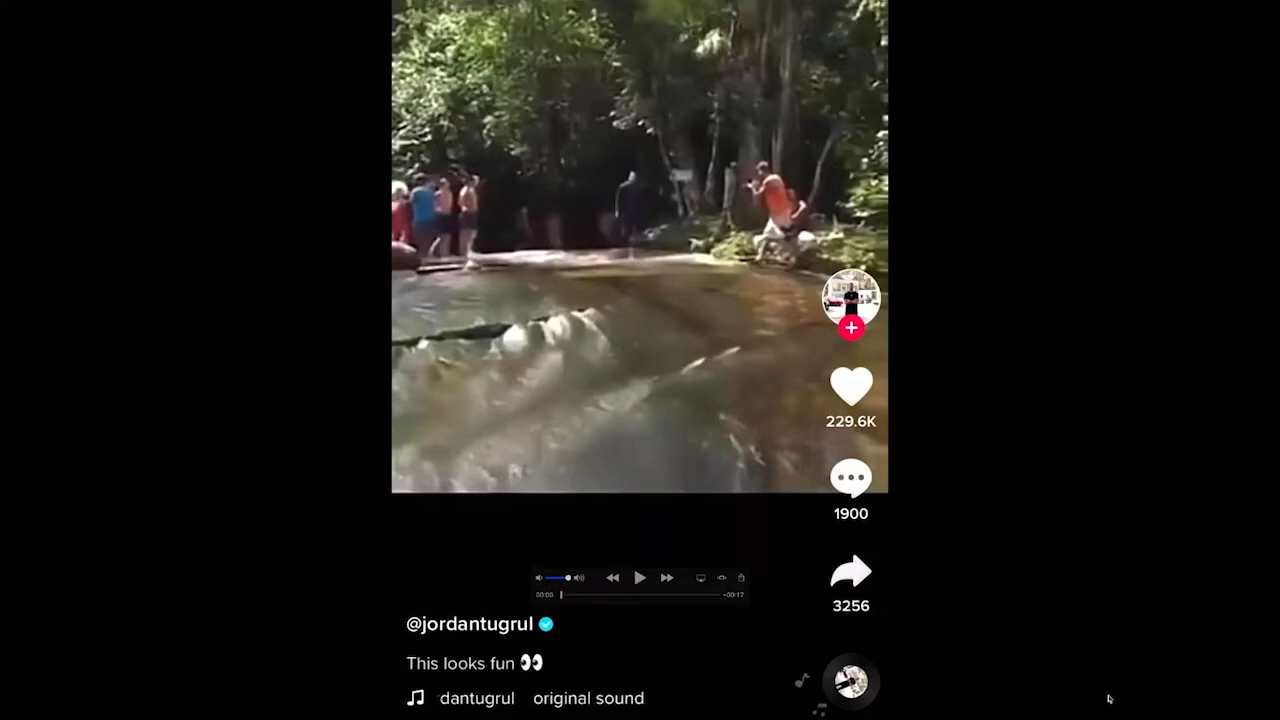 229.6K
1900
3256
00:00
-00:17
@jordantugrul
This looks fun 👀
dantugrul original sound